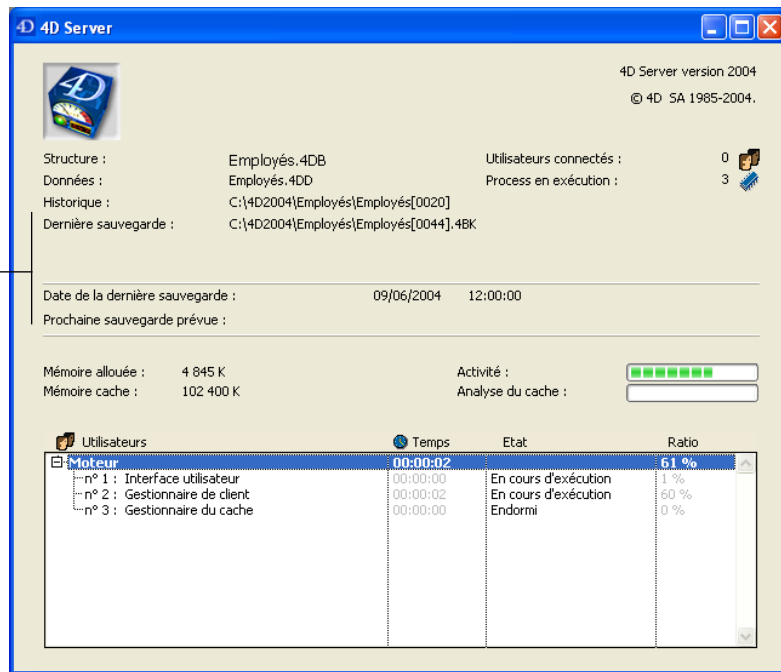 4D 4D Server
4D Server version 2004
© 4D SA 1985-2004.
4D
Structure : Employés.4DB Utilisateurs connectés : 0
Données : Employés.4DD Process en exécution : 3
Historique : C:\4D2004\Employés\Employés[0020]
Dernière sauvegarde : C:\4D2004\Employés\Employés[0044].4BK
Date de la dernière sauvegarde : 09/06/2004 12:00:00
Prochaine sauvegarde prévue :
Mémoire allouée : 4 845 K Activité :
Mémoire cache : 102 400 K Analyse du cache :
Utilisateurs Temps Etat Ratio
Moteur 00:00:02 61 %
n° 1 : Interface utilisateur 00:00:00 En cours d'exécution 1 %
n° 2 : Gestionnaire de client 00:00:02 En cours d'exécution 60 %
n° 3 : Gestionnaire du cache 00:00:00 Endormi 0 %